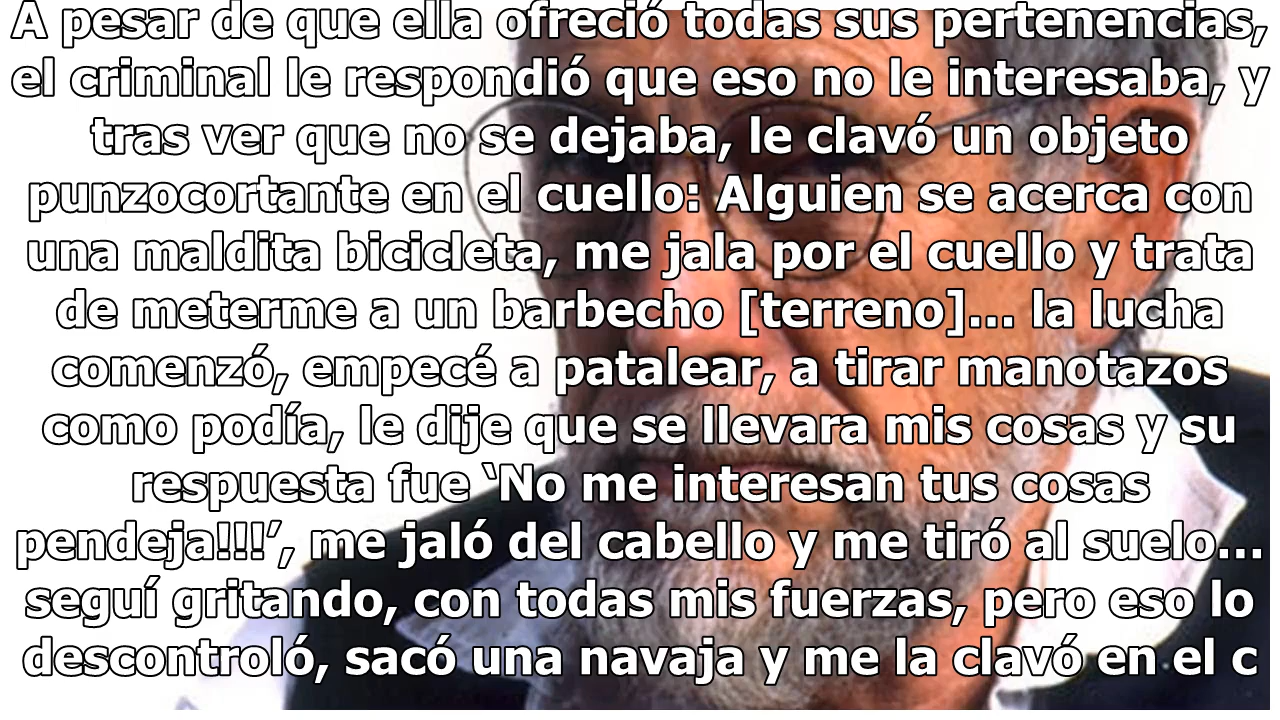 A pesar de que ella ofreció todas sus pertenencias,
el criminal le respondió que eso no le interesaba, y
tras ver que no se dejaba, le clavó un objeto
punzocortante en el cuello: Alguien se acerca con
una maldita bicicleta, me jala por el cuello y trata
de meterme a un barbecho [terreno]... la lucha
comenzó, empecé a patalear, a tirar manotazos
como podía, le dije que se llevara mis cosas y su
respuesta fue ‘No me interesan tus cosas
pendeja!!!’, me jaló del cabello y me tiró al suelo...
seguí gritando, con todas mis fuerzas, pero eso lo
descontroló, sacó una navaja y me la clavó en el c